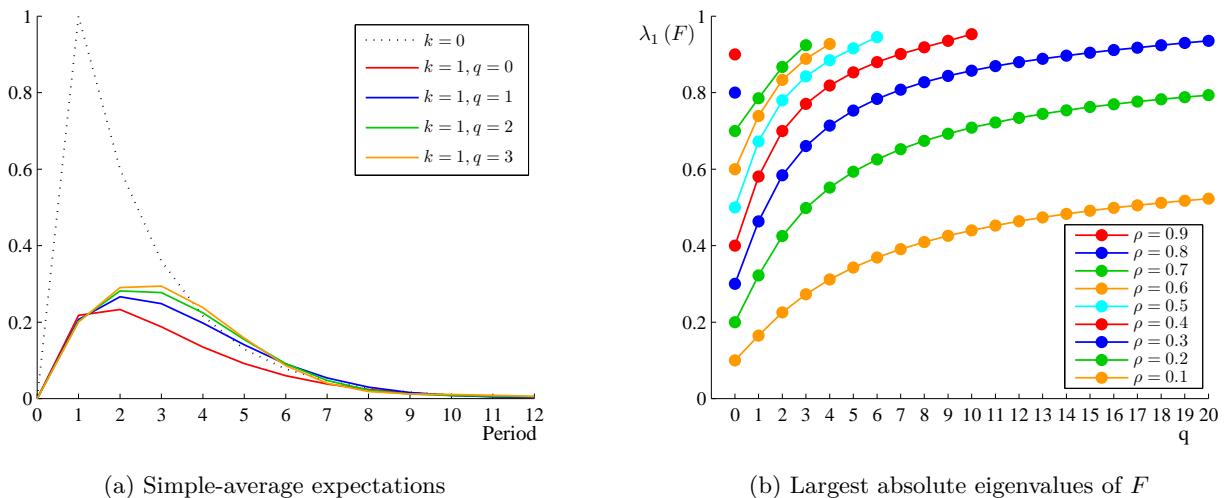 1
0.8
0.6
0.4
0.2
0
0 1 2 3 4 5 6 7 8 9 10 11 12
Period
k = 0
k = 1, q = 0
k = 1, q = 1
k = 1, q = 2
k = 1, q = 3
(a) Simple-average expectations
λ₁ (F)
1
0.8
0.6
0.4
0.2
0
0 1 2 3 4 5 6 7 8 9 10 11 12 13 14 15 16 17 18 19 20
q
ρ = 0.9
ρ = 0.8
ρ = 0.7
ρ = 0.6
ρ = 0.5
ρ = 0.4
ρ = 0.3
ρ = 0.2
ρ = 0.1
(b) Largest absolute eigenvalues of F